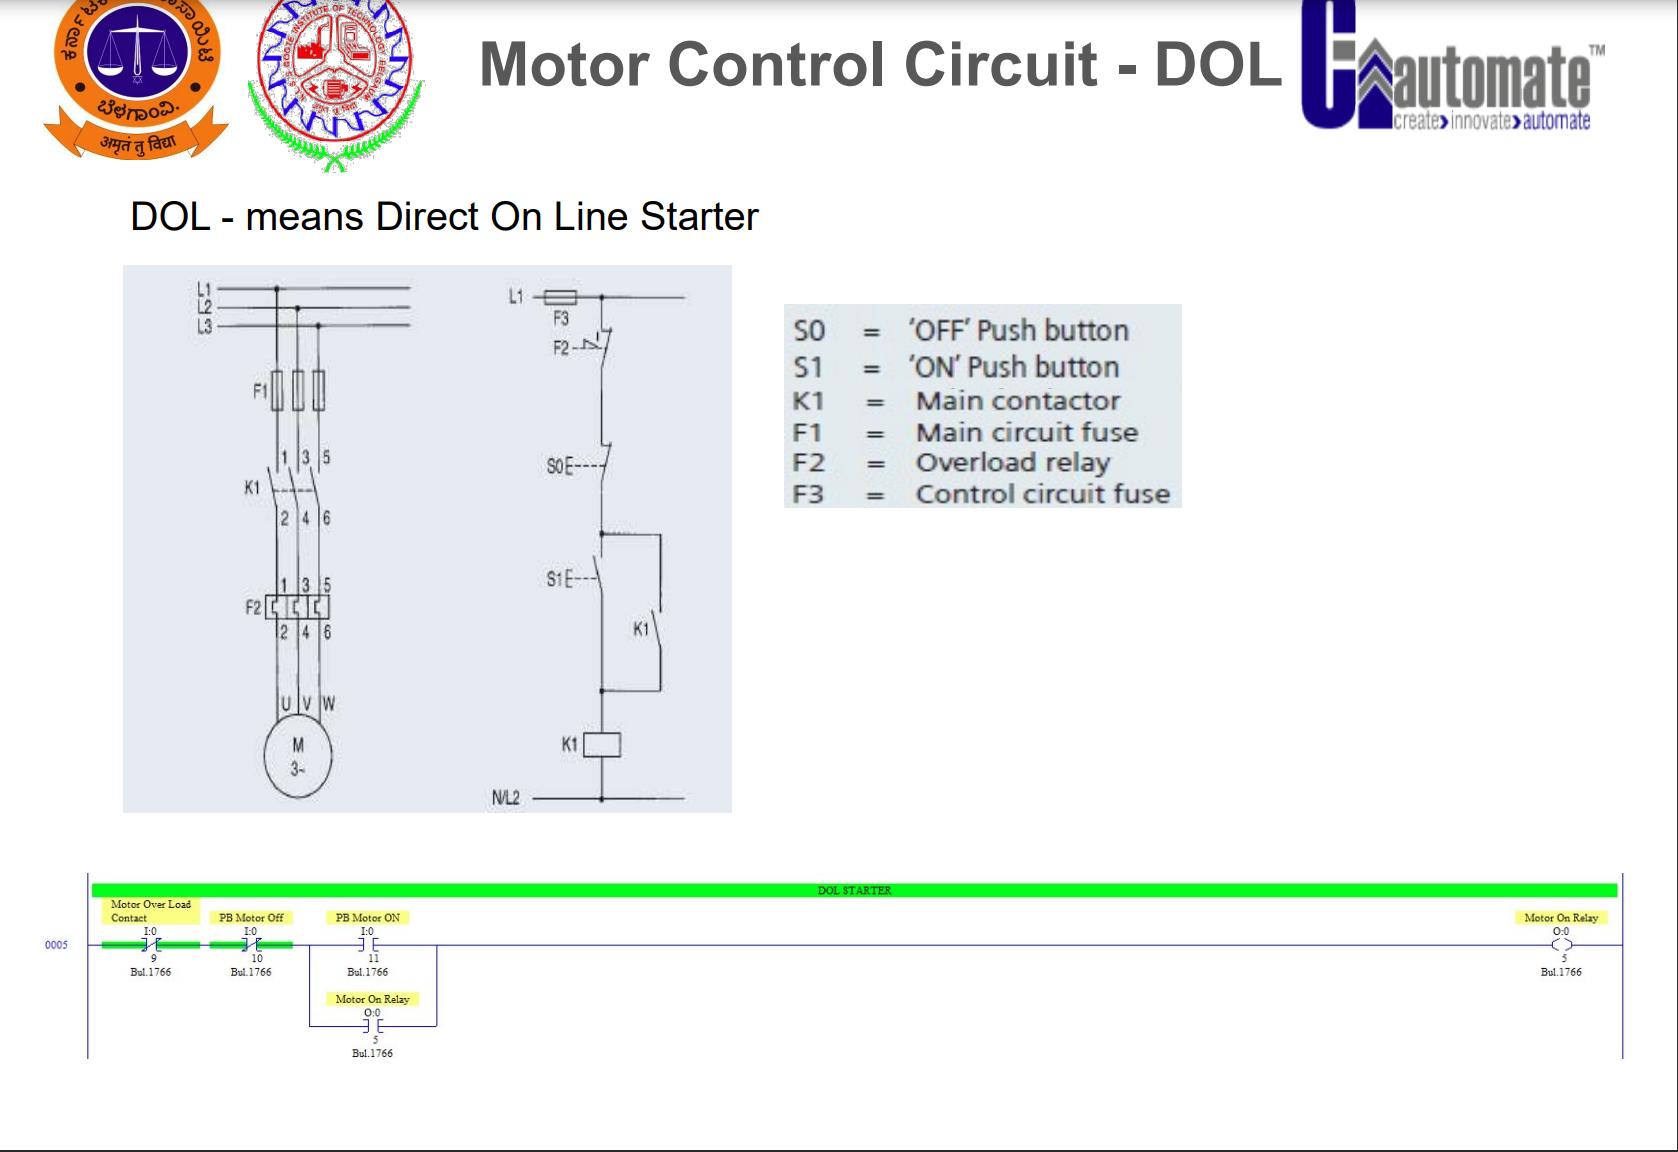 ಬೆಳಗಾಂವಿ.
अमृतं तु विद्या
Motor Control Circuit - DOL
automate™
create›innovate›automate
DOL - means Direct On Line Starter
L1
L2
L3
F1
1 3 5
K1
2 4 6
1 3 5
F2
2 4 6
U V W
M
3~
L1
F3
F2
S0E
S1E
K1
K1
N/L2
S0 = 'OFF' Push button
S1 = 'ON' Push button
K1 = Main contactor
F1 = Main circuit fuse
F2 = Overload relay
F3 = Control circuit fuse
DOL STARTER
0005
Motor Over Load
Contact
I:0
9
Bul.1766
PB Motor Off
I:0
10
Bul.1766
PB Motor ON
I:0
11
Bul.1766
Motor On Relay
O:0
5
Bul.1766
Motor On Relay
O:0
5
Bul.1766